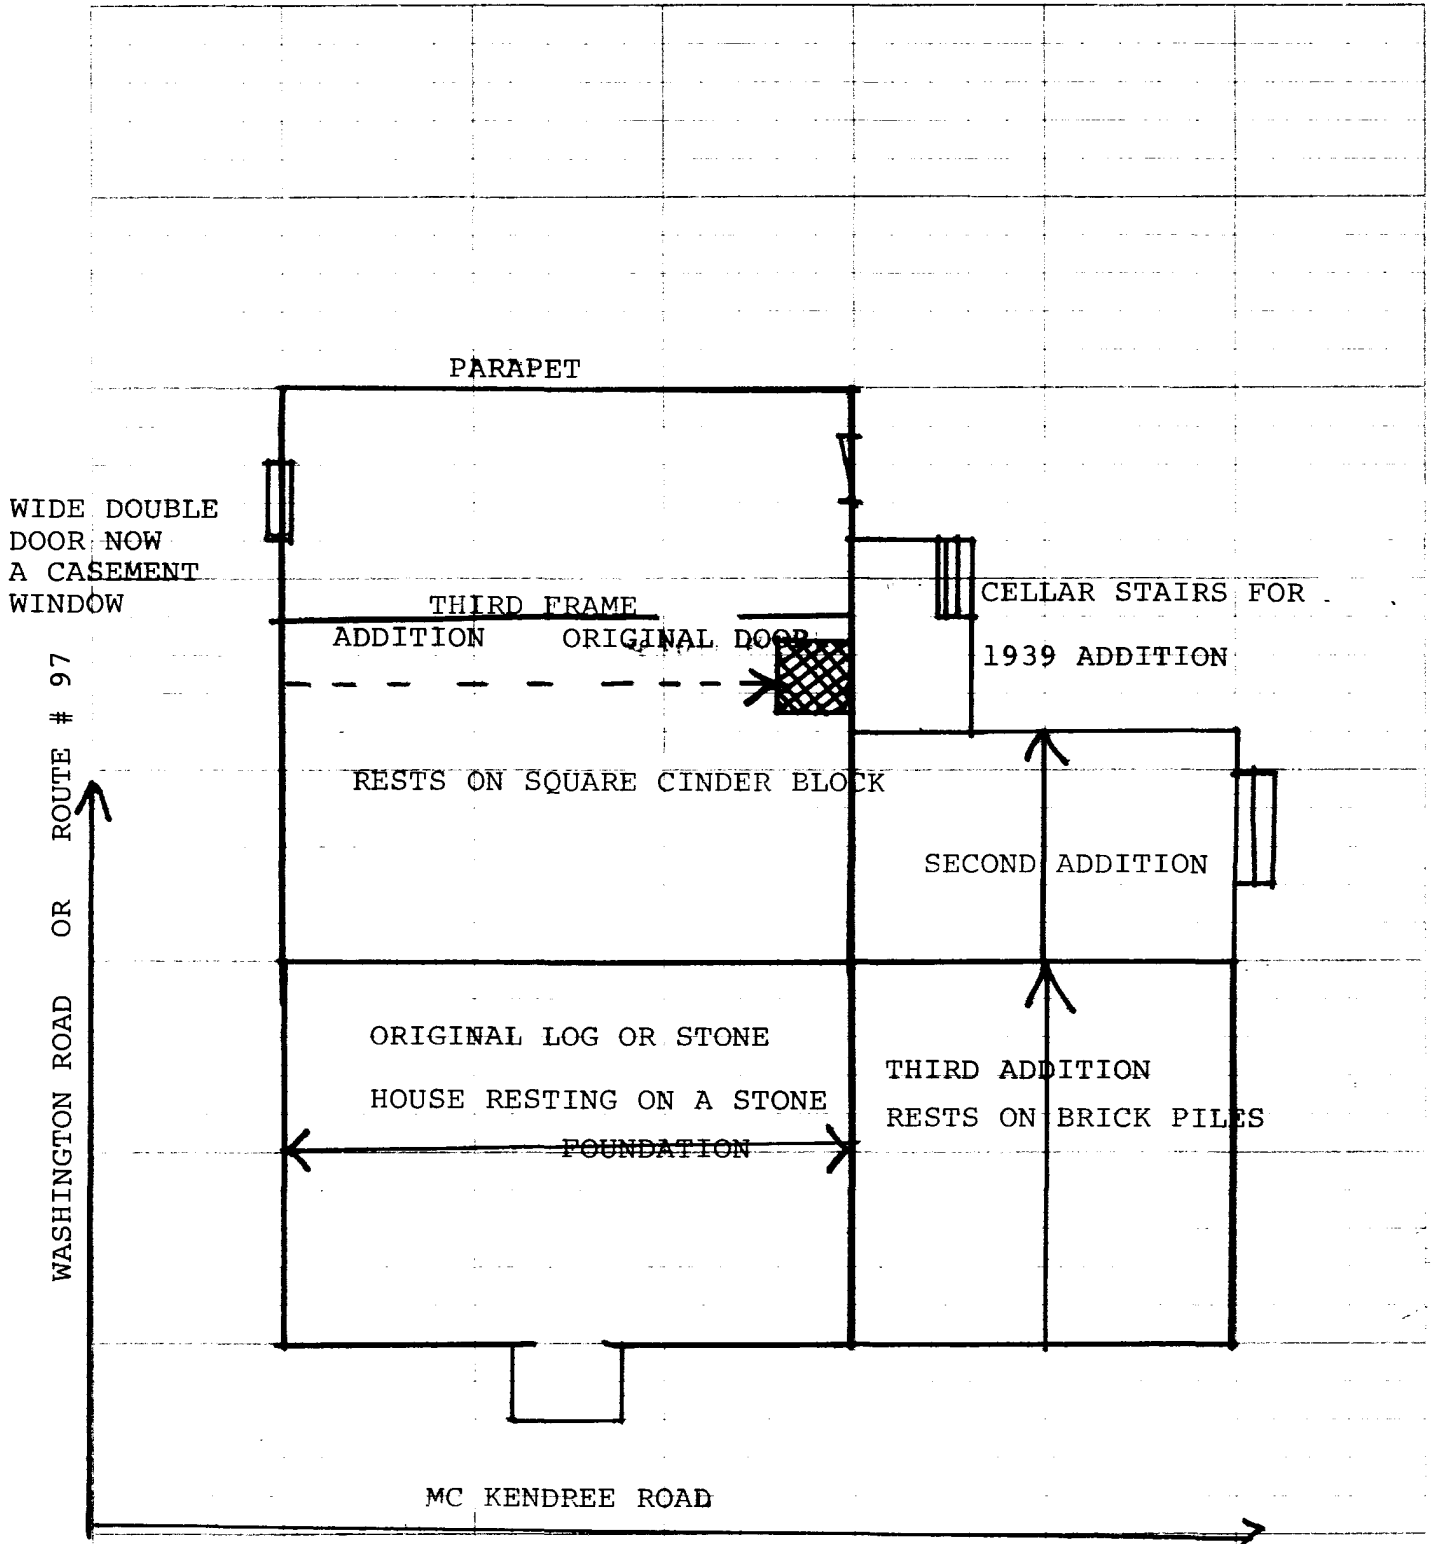 PARAPET
WIDE DOUBLE
DOOR NOW
A CASEMENT
WINDOW
THIRD FRAME
ADDITION
ORIGINAL DOOR
CELLAR STAIRS FOR
1939 ADDITION
RESTS ON SQUARE CINDER BLOCK
SECOND ADDITION
WASHINGTON ROAD OR ROUTE # 97
ORIGINAL LOG OR STONE
HOUSE RESTING ON A STONE
FOUNDATION
THIRD ADDITION
RESTS ON BRICK PILES
MC KENDREE ROAD